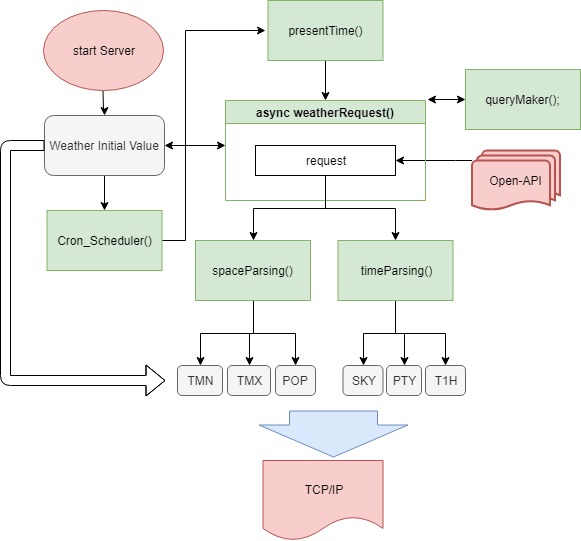 start Server
presentTime()
async weatherRequest()
queryMaker();
Weather Initial Value
request
Open-API
Cron_Scheduler()
spaceParsing()
timeParsing()
TMN
TMX
POP
SKY
PTY
T1H
TCP/IP